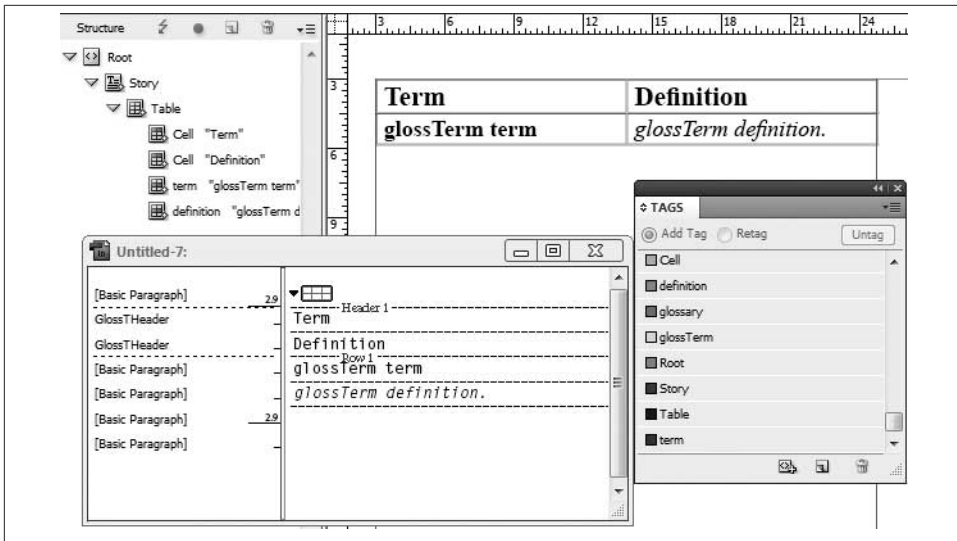 Structure
3 6 9 12 15 18 21 24
Root
Story
Table
Cell "Term"
Cell "Definition"
term "glossTerm term"
definition "glossTerm d
3
6
9
Term Definition
glossTerm term glossTerm definition.
TAGS
Add Tag Retag Untag
Cell
definition
glossary
glossTerm
Root
Story
Table
term
Untitled-7:
[Basic Paragraph] 2.9
Header 1
GlossTHeader Term
GlossTHeader Definition
Row 1
[Basic Paragraph] glossTerm term
[Basic Paragraph] glossTerm definition.
[Basic Paragraph] 2.9
[Basic Paragraph]